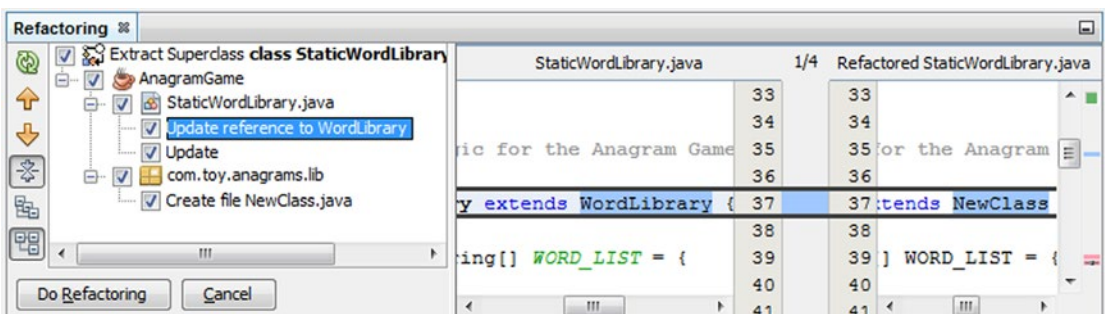 Refactoring
Extract Superclass class StaticWordLibrary
AnagramGame
StaticWordLibrary.java
Update reference to WordLibrary
Update
com.toy.anagrams.lib
Create file NewClass.java
Do Refactoring Cancel
StaticWordLibrary.java 1/4 Refactored StaticWordLibrary.java
33 33
34 34
ic for the Anagram Game 35 35 or the Anagram
36 36
y extends WordLibrary { 37 37 tends NewClass
38 38
ing[] WORD_LIST = { 39 39 ] WORD_LIST = {
40 40
41 41